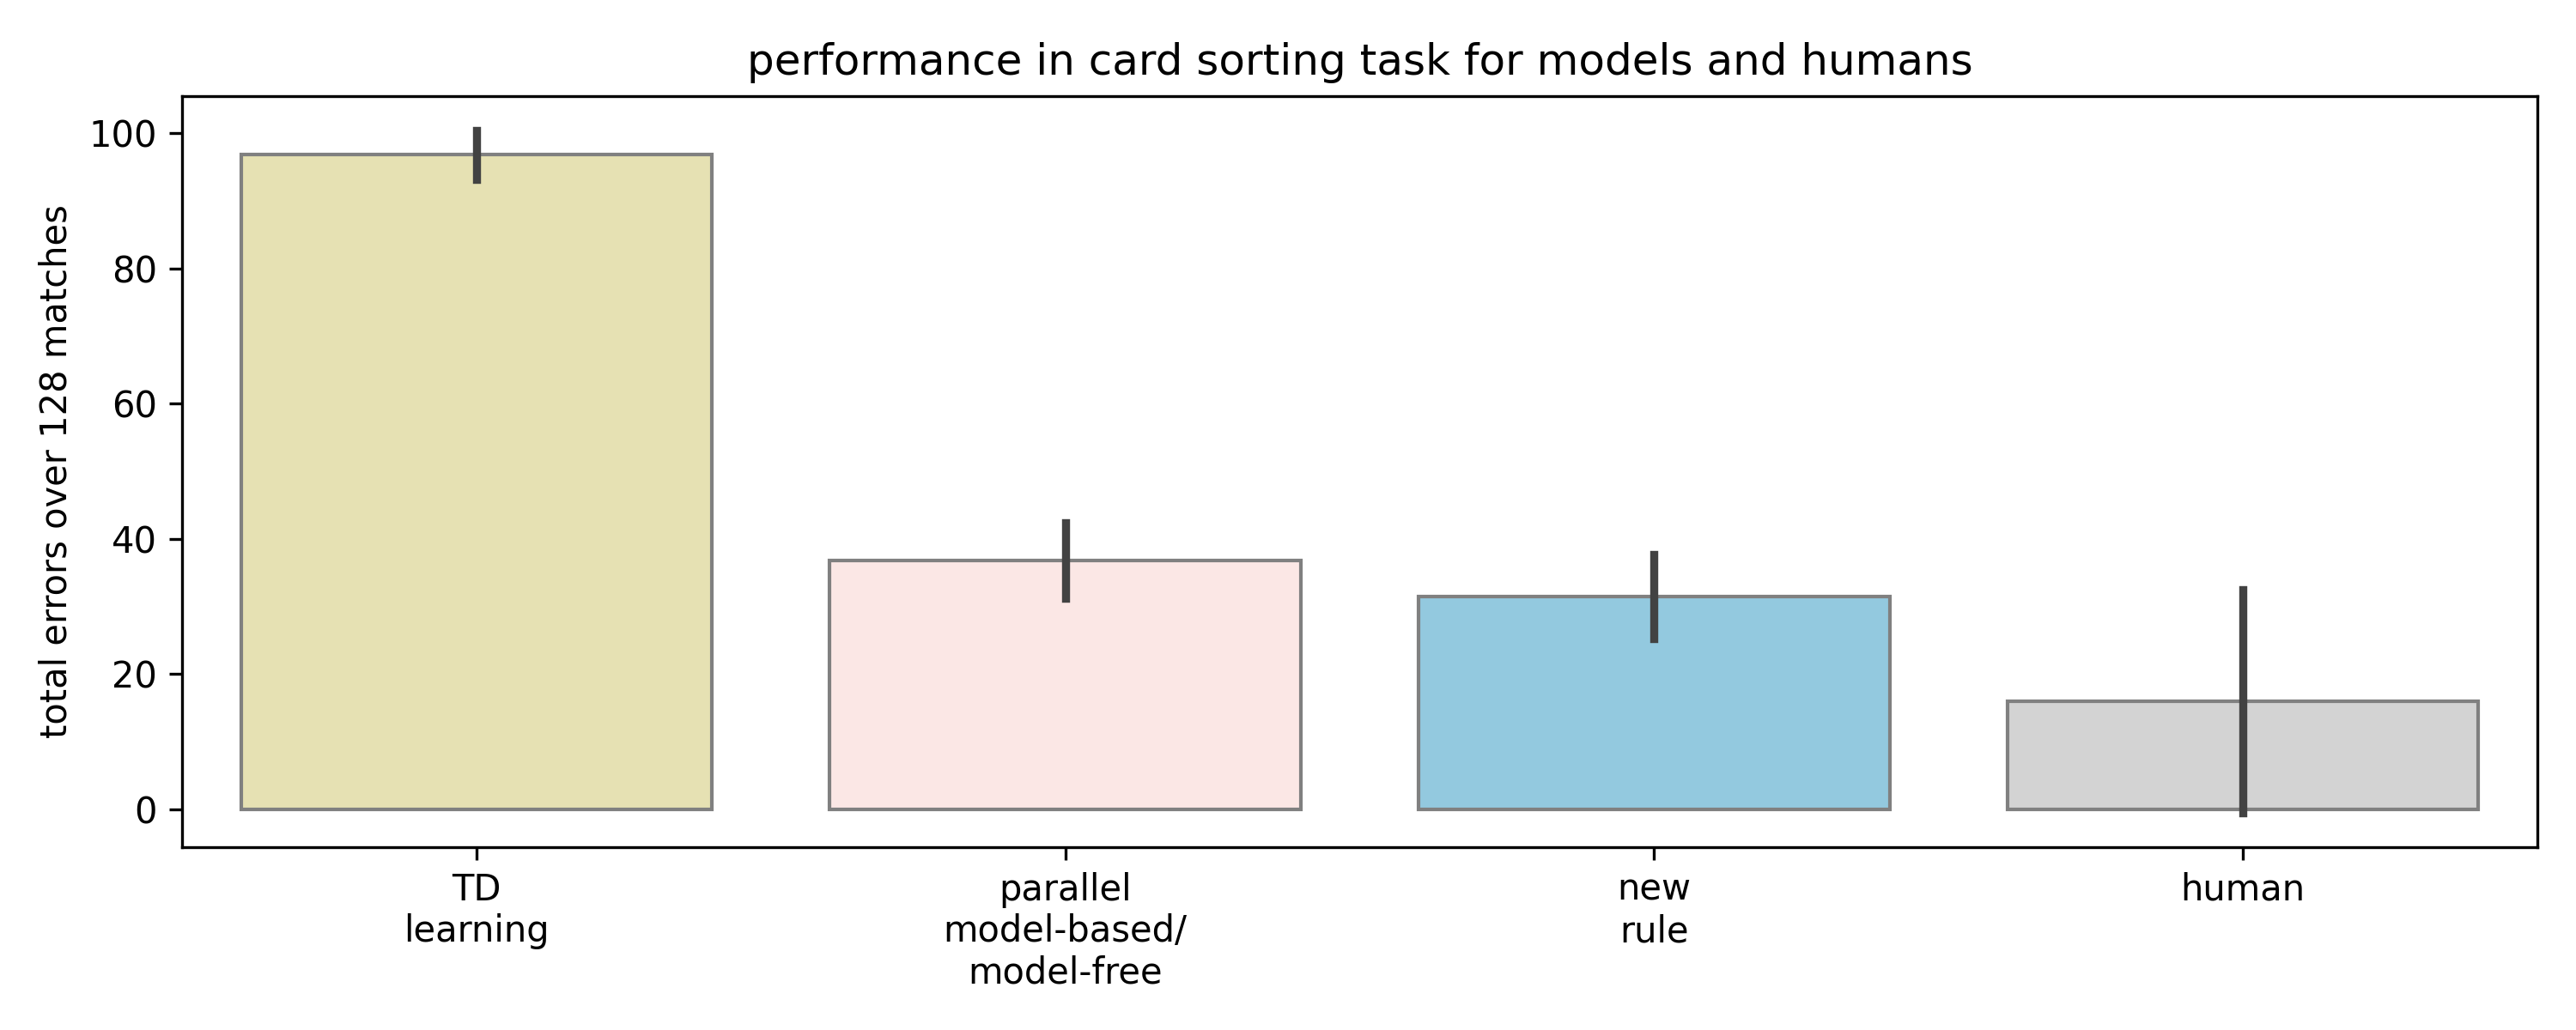 performance in card sorting task for models and humans
total errors over 128 matches
100
80
60
40
20
0
TD
learning
parallel
model-based/
model-free
new
rule
human